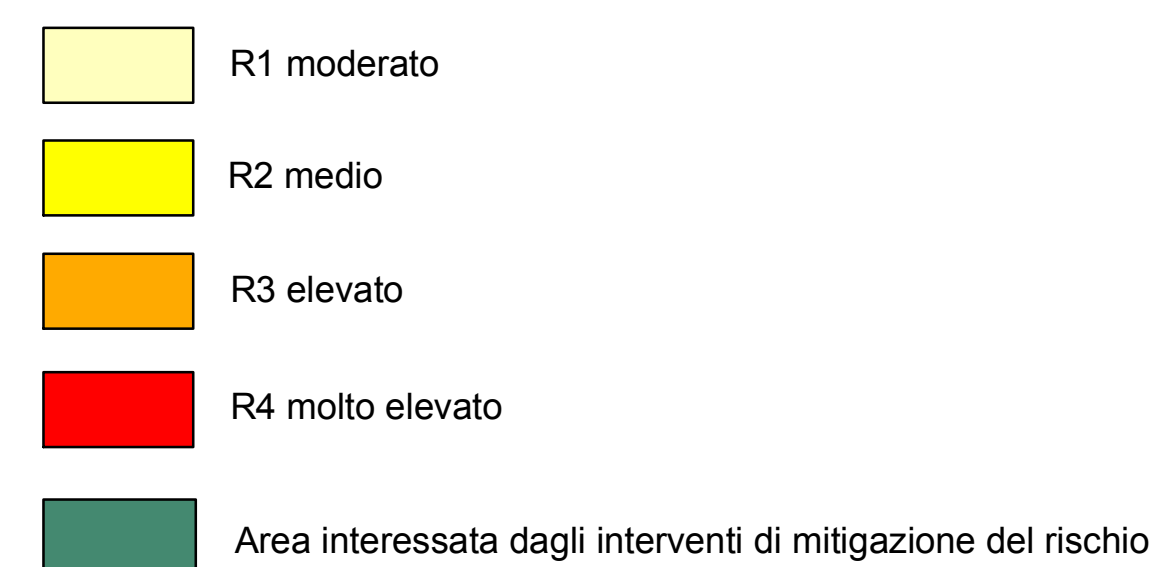 R1 moderato
R2 medio
R3 elevato
R4 molto elevato
Area interessata dagli interventi di mitigazione del rischio